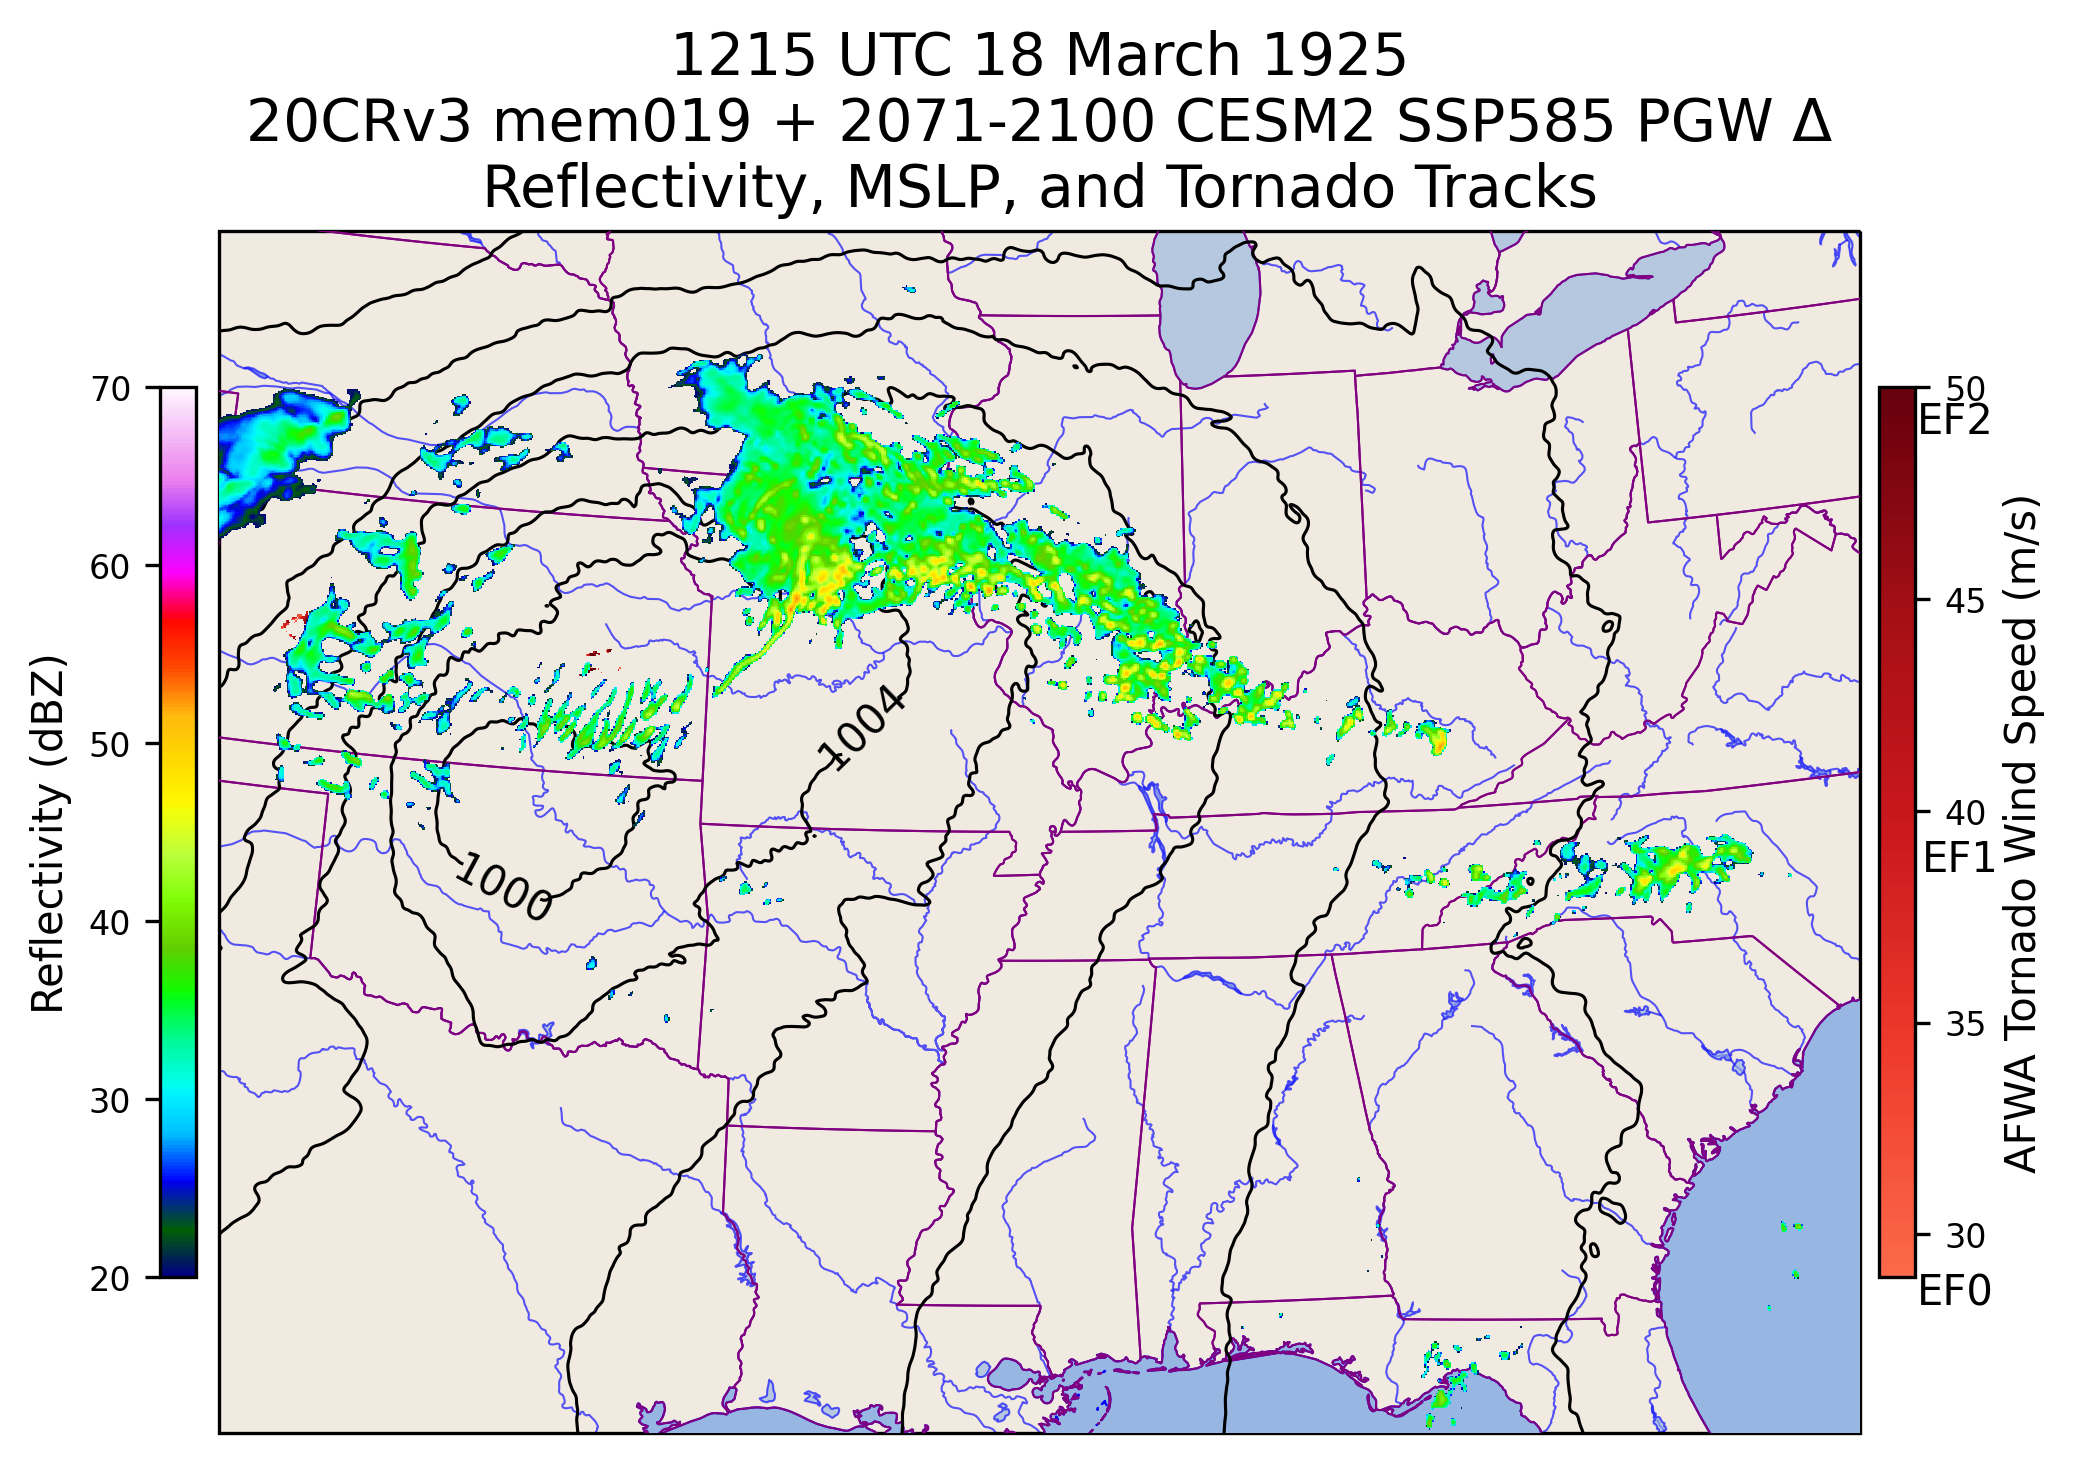 1215 UTC 18 March 1925
20CRv3 mem019 + 2071-2100 CESM2 SSP585 PGW Δ
Reflectivity, MSLP, and Tornado Tracks
70
60
50
40
30
20
Reflectivity (dBZ)
1004
1000
50
EF2
45
40
EF1
35
30
EF0
AFWA Tornado Wind Speed (m/s)